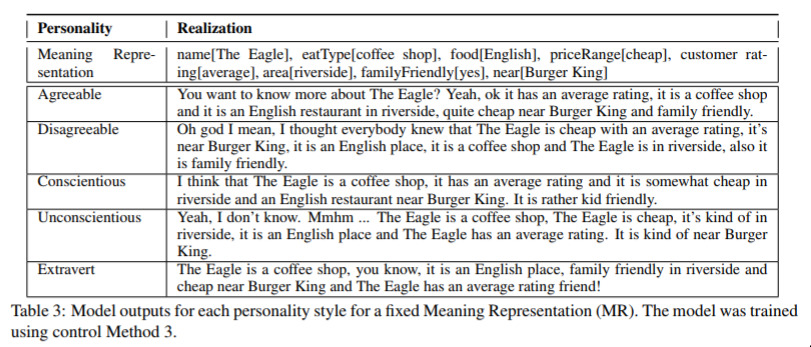 Personality Realization
Meaning Repre- name[The Eagle], eatType[coffee shop], food[English], priceRange[cheap], customer rat-
sentation ing[average], area[riverside], familyFriendly[yes], near[Burger King]
Agreeable You want to know more about The Eagle? Yeah, ok it has an average rating, it is a coffee shop
and it is an English restaurant in riverside, quite cheap near Burger King and family friendly.
Disagreeable Oh god I mean, I thought everybody knew that The Eagle is cheap with an average rating, it's
near Burger King, it is an English place, it is a coffee shop and The Eagle is in riverside, also it
is family friendly.
Conscientious I think that The Eagle is a coffee shop, it has an average rating and it is somewhat cheap in
riverside and an English restaurant near Burger King. It is rather kid friendly.
Unconscientious Yeah, I don't know. Mmhm ... The Eagle is a coffee shop, The Eagle is cheap, it's kind of in
riverside, it is an English place and The Eagle has an average rating. It is kind of near Burger
King.
Extravert The Eagle is a coffee shop, you know, it is an English place, family friendly in riverside and
cheap near Burger King and The Eagle has an average rating friend!
Table 3: Model outputs for each personality style for a fixed Meaning Representation (MR). The model was trained
using control Method 3.